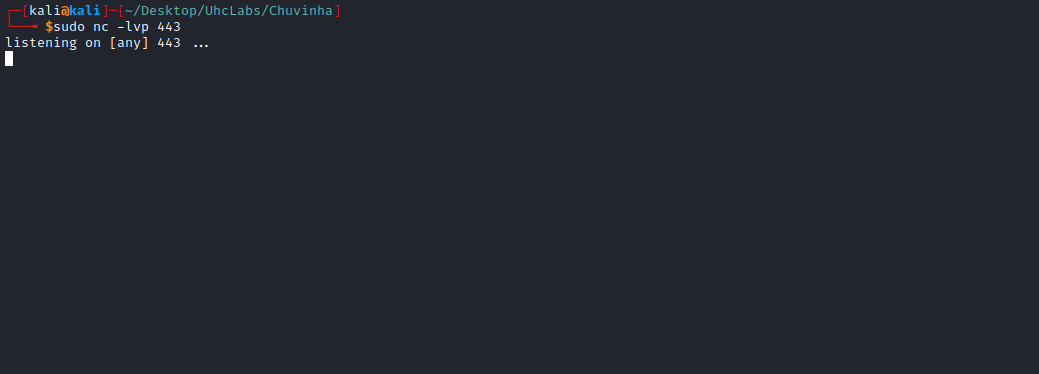 ┌─[kali@kali]─[~/Desktop/UhcLabs/Chuvinha]
└──╼ $sudo nc -lvp 443
listening on [any] 443 ...